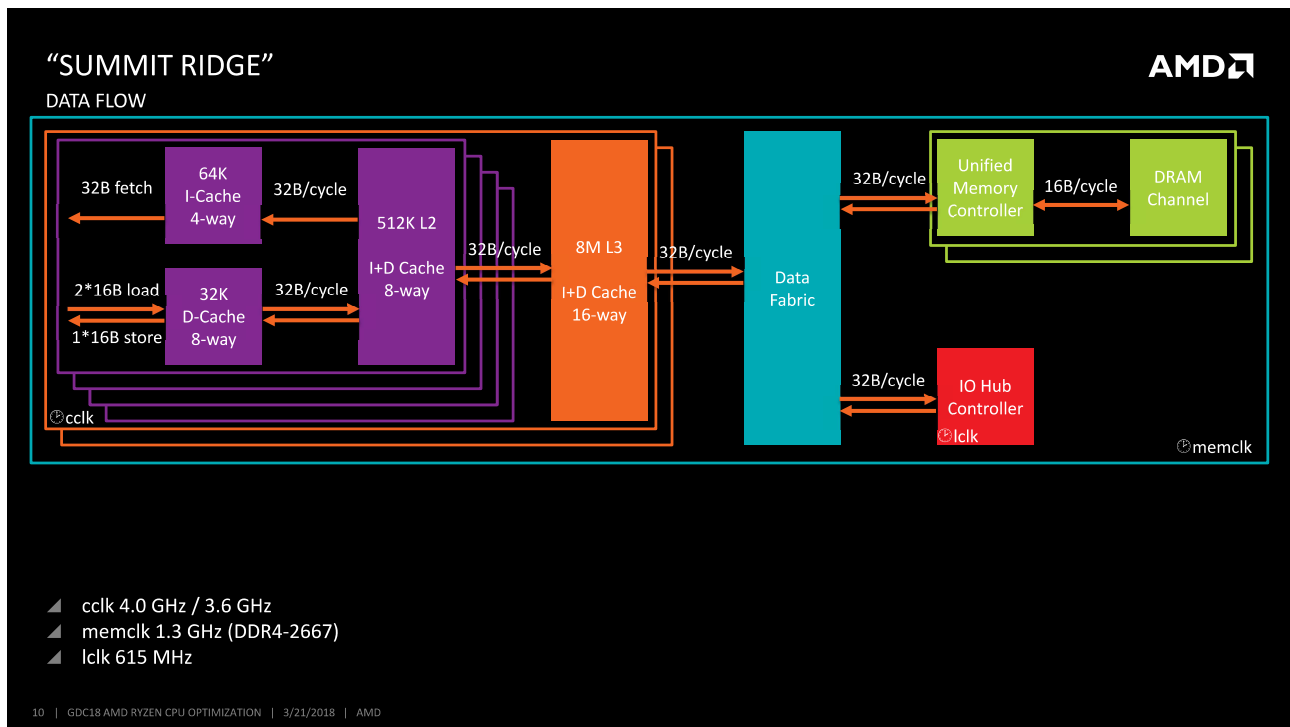 “SUMMIT RIDGE”
AMD
DATA FLOW
32B fetch
64K
I-Cache
4-way
32B/cycle
512K L2
I+D Cache
8-way
2*16B load
1*16B store
32K
D-Cache
8-way
32B/cycle
32B/cycle
8M L3
I+D Cache
16-way
32B/cycle
Data
Fabric
32B/cycle
Unified
Memory
Controller
16B/cycle
DRAM
Channel
32B/cycle
IO Hub
Controller
lclk
cclk
memclk
cclk 4.0 GHz / 3.6 GHz
memclk 1.3 GHz (DDR4-2667)
lclk 615 MHz
10 | GDC18 AMD RYZEN CPU OPTIMIZATION | 3/21/2018 | AMD